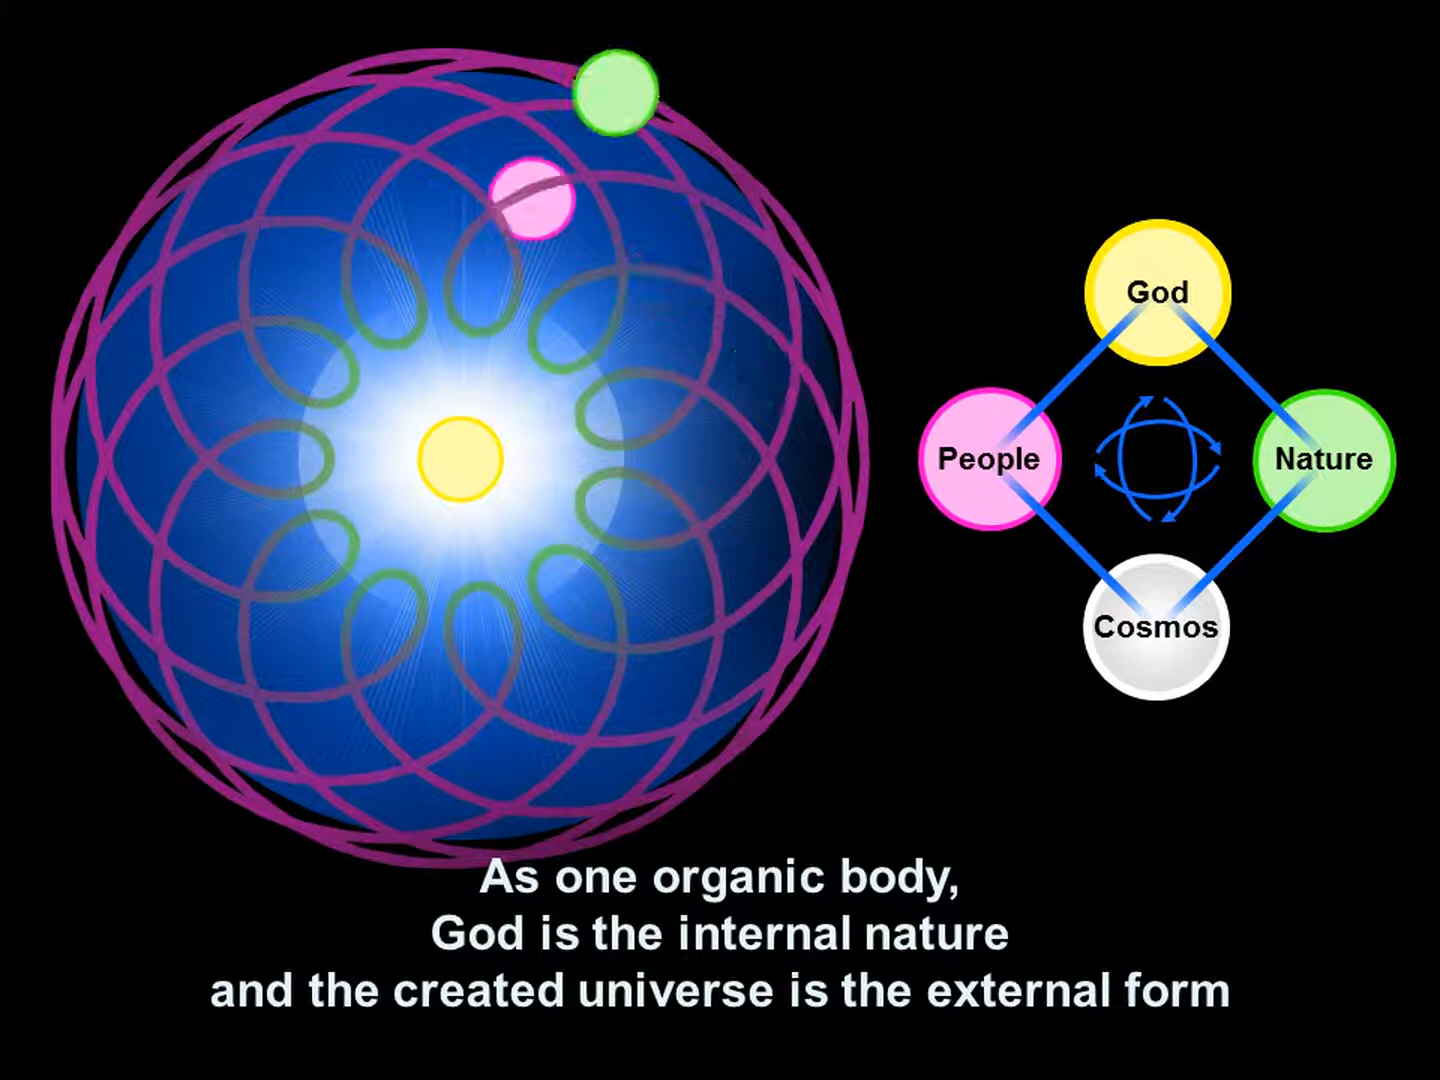 God
People
Nature
Cosmos
As one organic body,
God is the internal nature
and the created universe is the external form